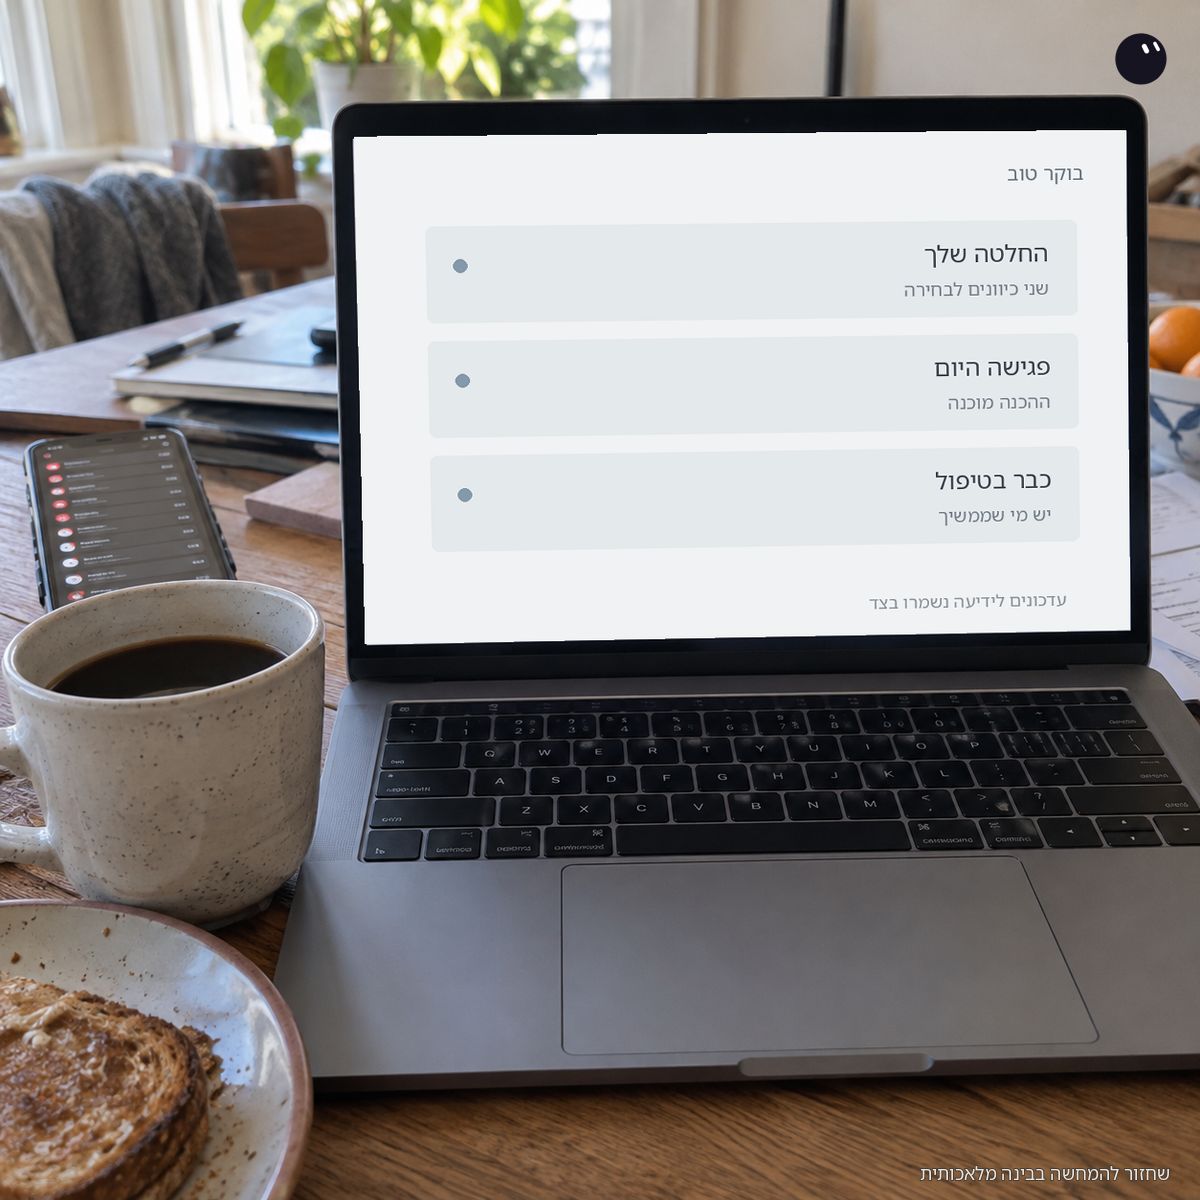 בוקר טוב
החלטה שלך
שני כיוונים לבחירה
פגישה היום
ההכנה מוכנה
כבר בטיפול
יש מי שממשיך
עדכונים לידיעה נשמרו בצד
Q W E R T Y U I O P
A S D F G H J K L
Z X C V B N M
שחזור להמחשה בבינה מלאכותית